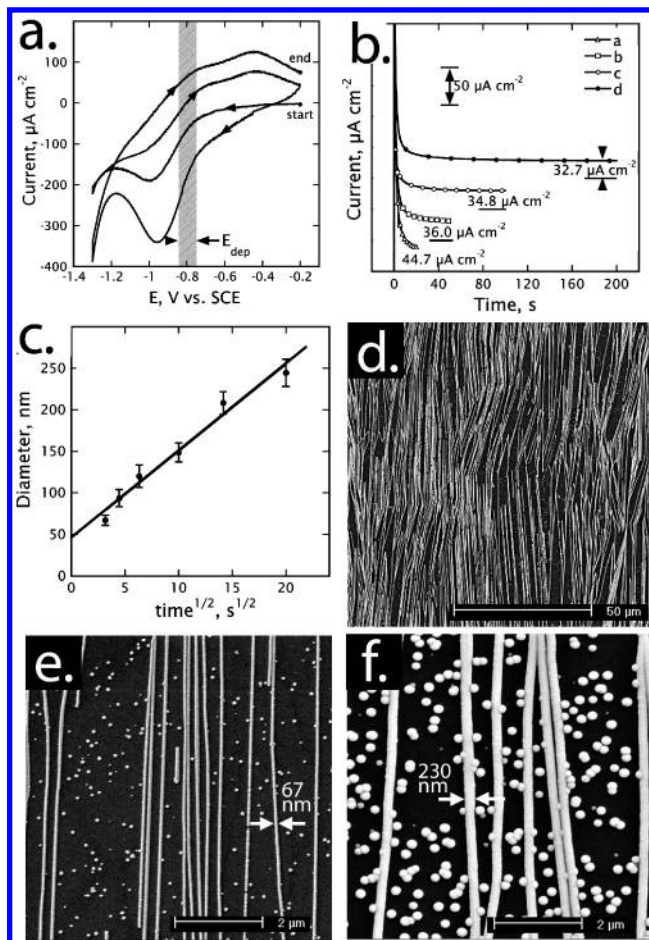 a.
Current, µA cm-2
100
0
-100
-200
-300
-400
-1.4
-1.2
-1
-0.8
-0.6
-0.4
-0.2
E, V vs. SCE
end
start
Edep
b.
Current, µA cm-2
a
b
c
d
50 µA cm-2
32.7 µA cm-2
34.8 µA cm-2
36.0 µA cm-2
44.7 µA cm-2
0
40
80
120
160
200
Time, s
c.
Diameter, nm
250
200
150
100
50
0
0
5
10
15
20
time1/2, s1/2
d.
50 µm
e.
67
nm
2 µm
f.
230
nm
2 µm